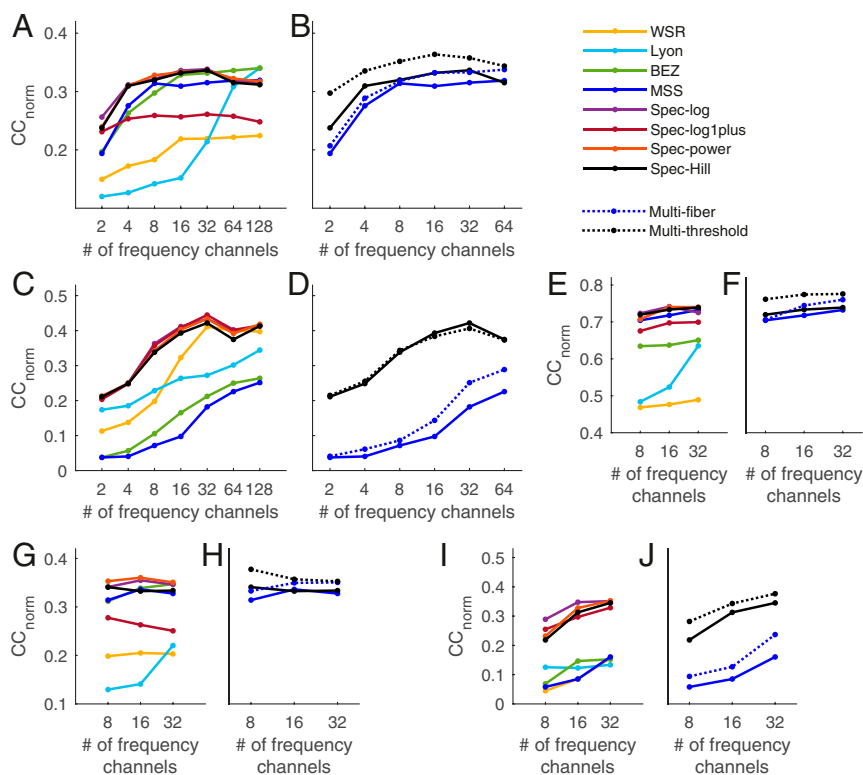 A
B
0.4
0.3
0.2
CCnorm
2 4 8 16 32 64 128
# of frequency channels
2 4 8 16 32 64
# of frequency channels
WSR
Lyon
BEZ
MSS
Spec-log
Spec-log1plus
Spec-power
Spec-Hill
Multi-fiber
Multi-threshold
C
D
0.5
0.4
0.3
0.2
0.1
0
CCnorm
2 4 8 16 32 64 128
# of frequency channels
2 4 8 16 32 64
# of frequency channels
E
F
0.8
0.7
0.6
0.5
0.4
CCnorm
8 16 32
# of frequency
channels
8 16 32
# of frequency
channels
G
H
0.4
0.3
0.2
0.1
CCnorm
8 16 32
# of frequency
channels
8 16 32
# of frequency
channels
I
J
0.5
0.4
0.3
0.2
0.1
0
CCnorm
8 16 32
# of frequency
channels
8 16 32
# of frequency
channels